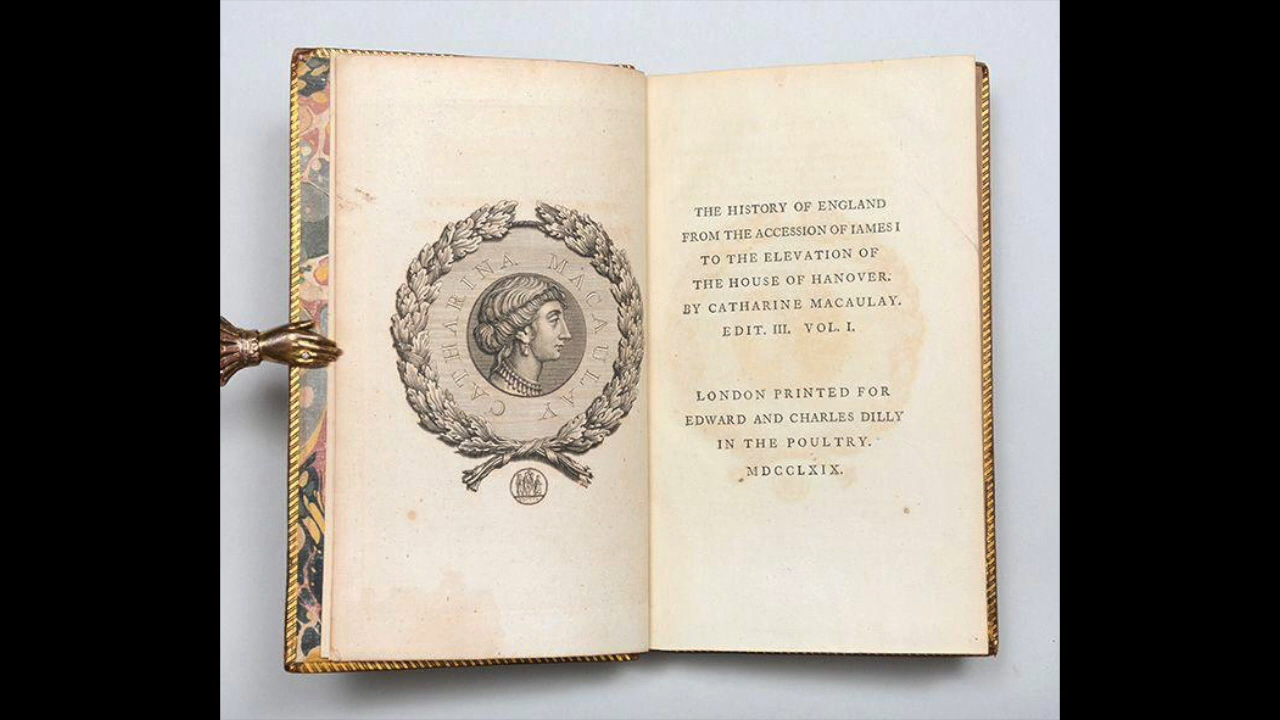 CATHARINA MACAULAY
THE HISTORY OF ENGLAND
FROM THE ACCESSION OF IAMES I
TO THE ELEVATION OF
THE HOUSE OF HANOVER.
BY CATHARINE MACAULAY.
EDIT. III. VOL. I.
LONDON PRINTED FOR
EDWARD AND CHARLES DILLY
IN THE POULTRY.
MDCCLXIX.